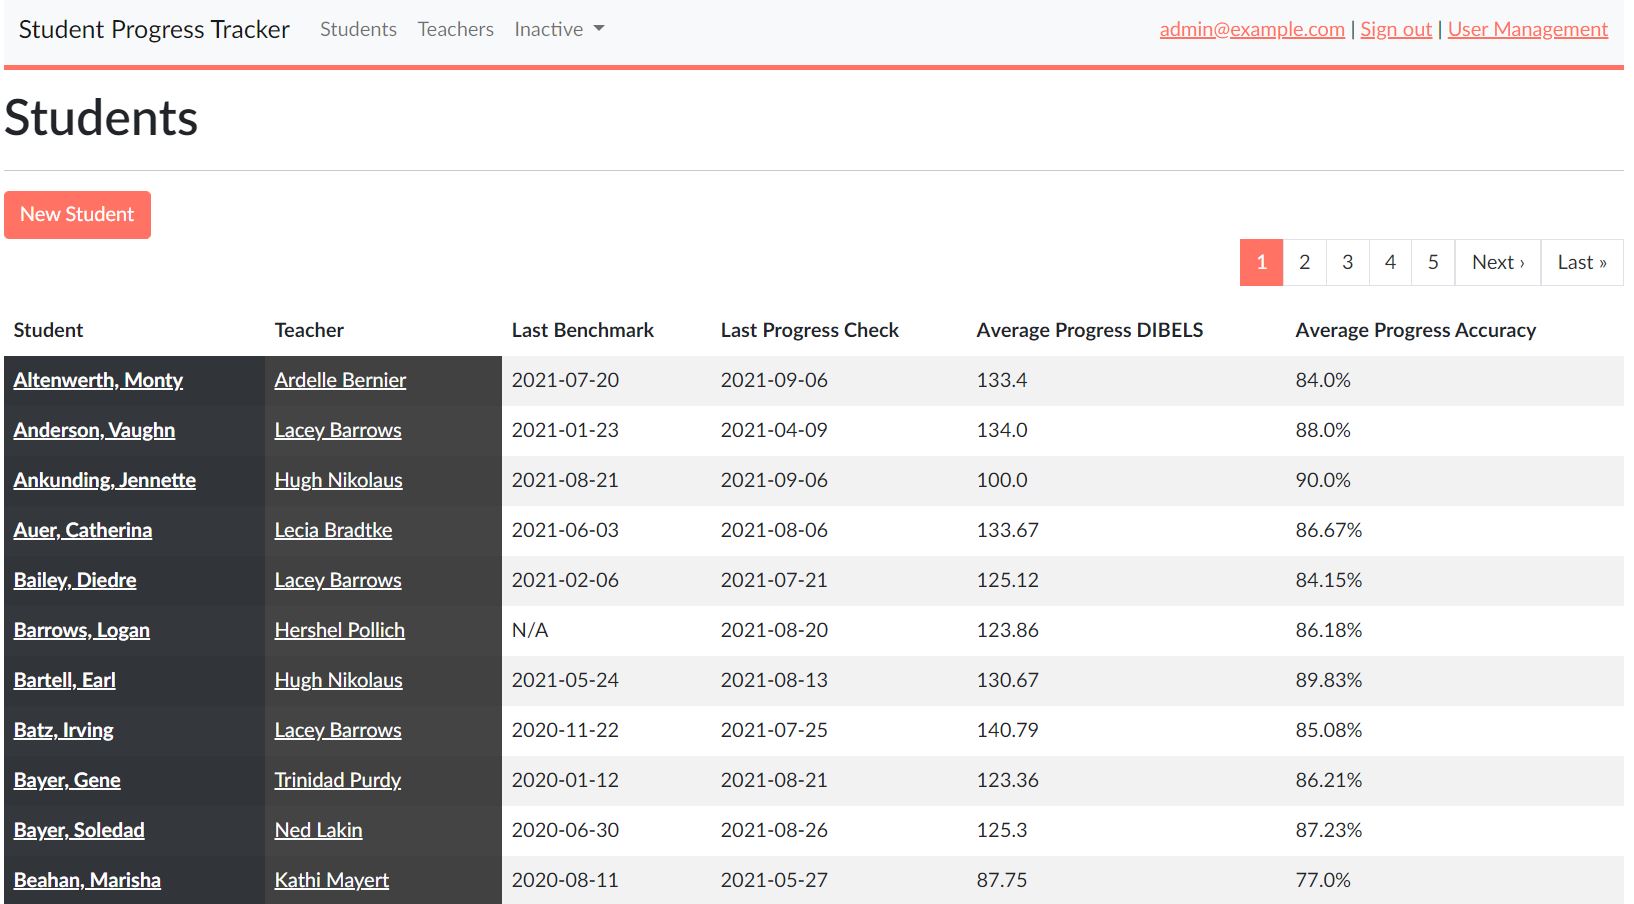 Student Progress Tracker Students Teachers Inactive admin@example.com | Sign out | User Management
Students
New Student
1 2 3 4 5 Next › Last »
Student Teacher Last Benchmark Last Progress Check Average Progress DIBELS Average Progress Accuracy
Altenwerth, Monty Ardelle Bernier 2021-07-20 2021-09-06 133.4 84.0%
Anderson, Vaughn Lacey Barrows 2021-01-23 2021-04-09 134.0 88.0%
Ankunding, Jennette Hugh Nikolaus 2021-08-21 2021-09-06 100.0 90.0%
Auer, Catherina Lecia Bradtke 2021-06-03 2021-08-06 133.67 86.67%
Bailey, Diedre Lacey Barrows 2021-02-06 2021-07-21 125.12 84.15%
Barrows, Logan Hershel Pollich N/A 2021-08-20 123.86 86.18%
Bartell, Earl Hugh Nikolaus 2021-05-24 2021-08-13 130.67 89.83%
Batz, Irving Lacey Barrows 2020-11-22 2021-07-25 140.79 85.08%
Bayer, Gene Trinidad Purdy 2020-01-12 2021-08-21 123.36 86.21%
Bayer, Soledad Ned Lakin 2020-06-30 2021-08-26 125.3 87.23%
Beahan, Marisha Kathi Mayert 2020-08-11 2021-05-27 87.75 77.0%